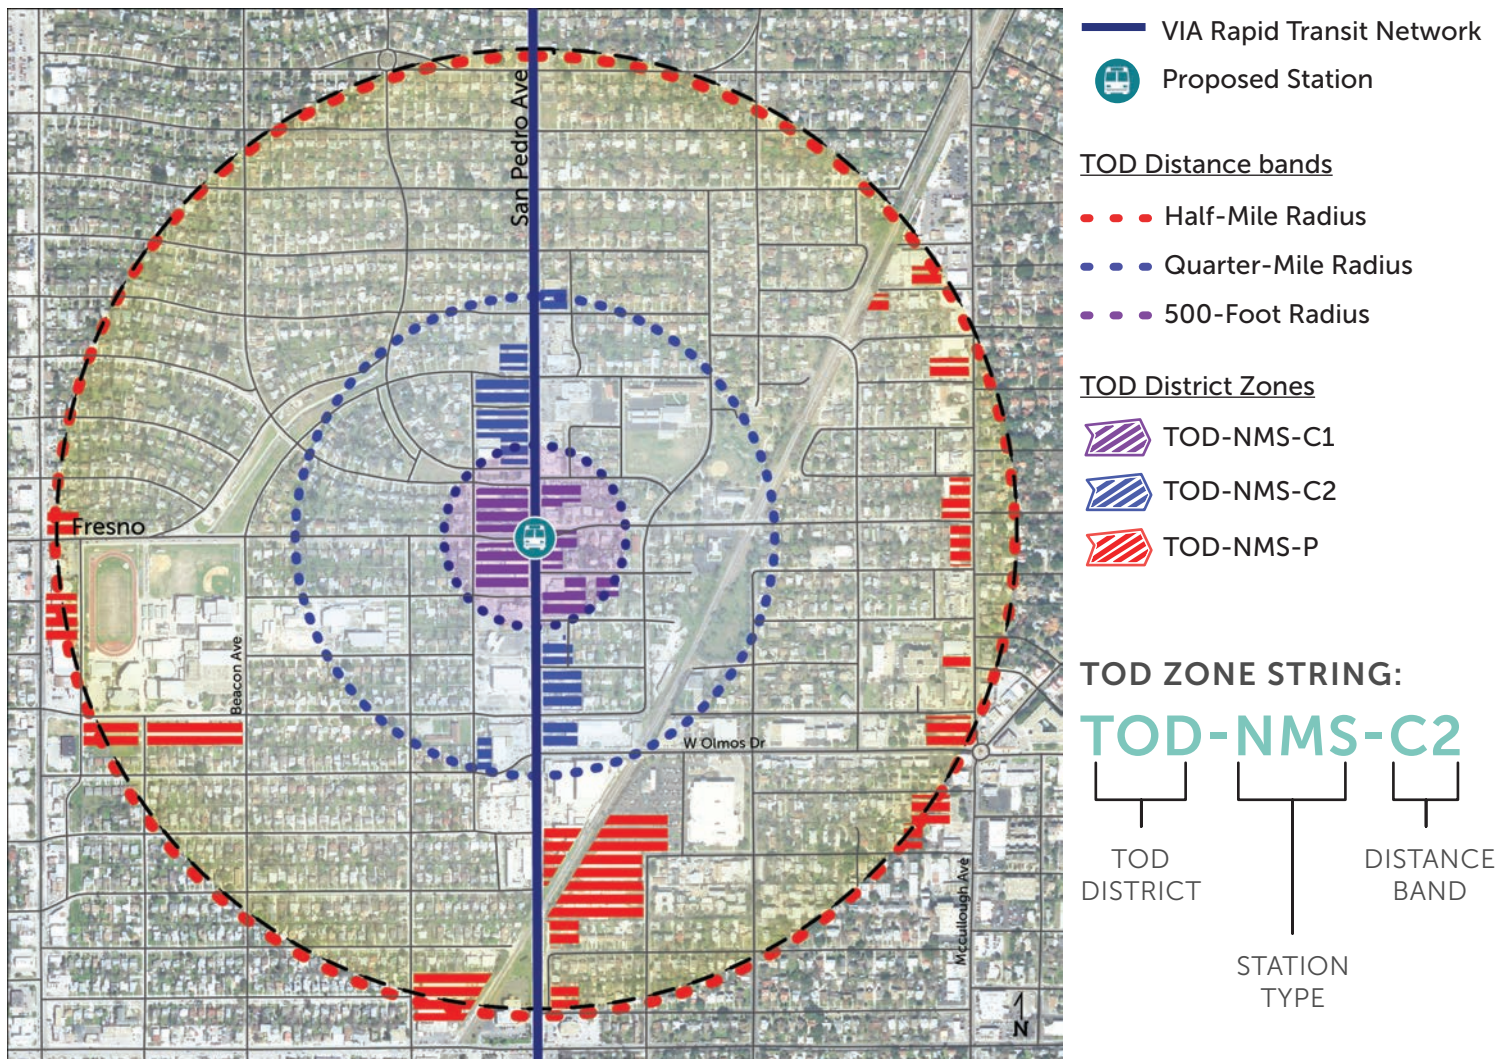 San Pedro Ave
Fresno
Beacon Ave
W Olmos Dr
Mccullough Ave
N
VIA Rapid Transit Network
Proposed Station
TOD Distance bands
Half-Mile Radius
Quarter-Mile Radius
500-Foot Radius
TOD District Zones
TOD-NMS-C1
TOD-NMS-C2
TOD-NMS-P
TOD ZONE STRING:
TOD-NMS-C2
TOD
DISTRICT
DISTANCE
BAND
STATION
TYPE